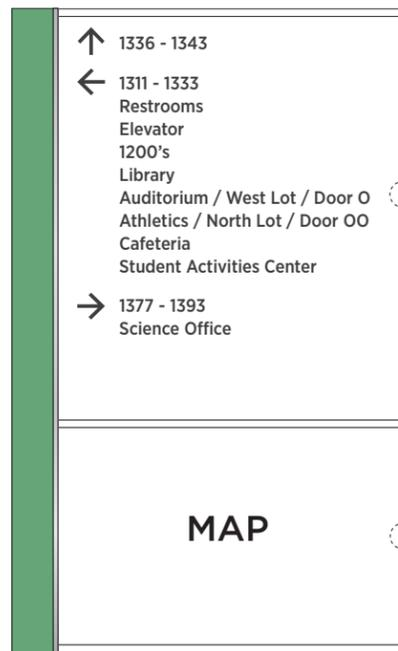 ↑ 1336 - 1343
← 1311 - 1333
Restrooms
Elevator
1200's
Library
Auditorium / West Lot / Door O
Athletics / North Lot / Door OO
Cafeteria
Student Activities Center
→ 1377 - 1393
Science Office
MAP